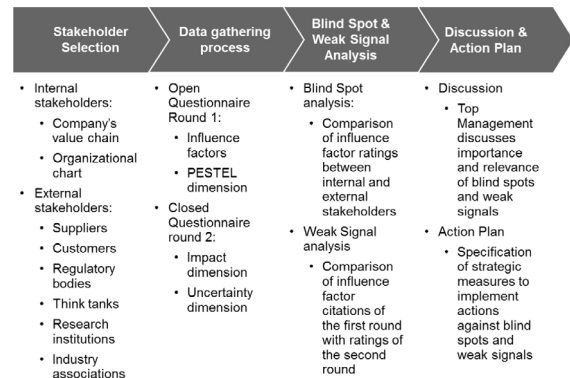 Stakeholder
Selection
Data gathering
process
Blind Spot &
Weak Signal
Analysis
Discussion &
Action Plan
• Internal
stakeholders:
• Company's
value chain
• Organizational
chart
• External
stakeholders:
• Suppliers
• Customers
• Regulatory
bodies
• Think tanks
• Research
institutions
• Industry
associations
• Open
Questionnaire
Round 1:
• Influence
factors
• PESTEL
dimension
• Closed
Questionnaire
round 2:
• Impact
dimension
• Uncertainty
dimension
• Blind Spot
analysis:
• Comparison
of influence
factor ratings
between
internal and
external
stakeholders
• Weak Signal
analysis
• Comparison
of influence
factor
citations of
the first round
with ratings of
the second
round
• Discussion
• Top
Management
discusses
importance
and relevance
of blind spots
and weak
signals
• Action Plan
• Specification
of strategic
measures to
implement
actions
against blind
spots and
weak signals